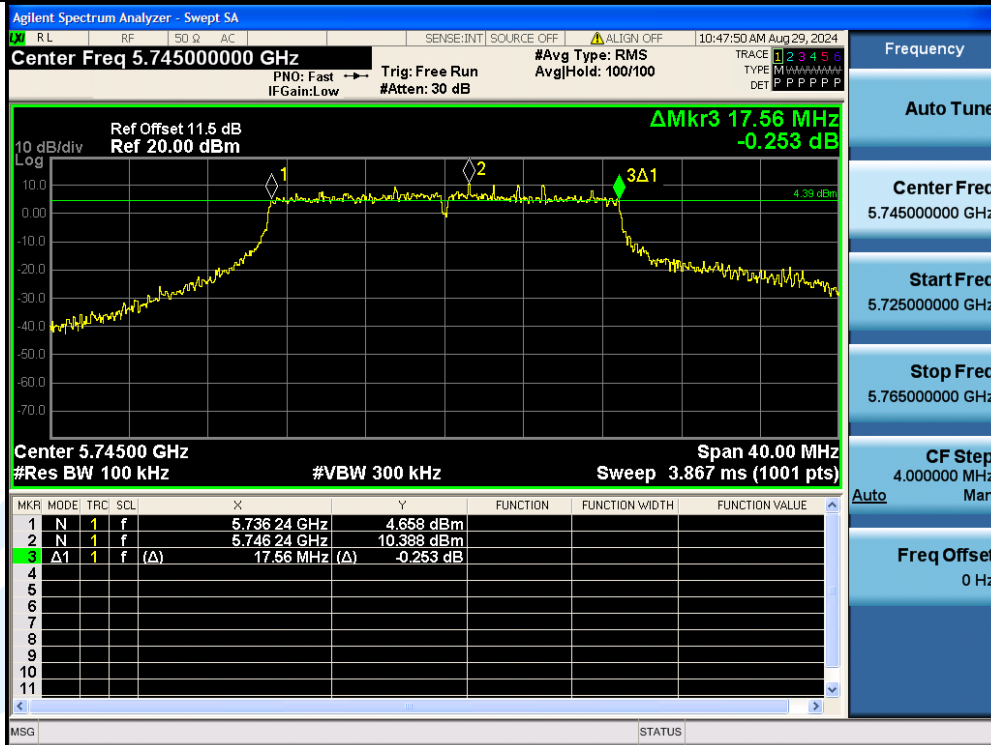 Agilent Spectrum Analyzer - Swept SA
LXI RL RF 50 Ω AC SENSE:INT SOURCE OFF ALIGN OFF 10:47:50 AM Aug 29, 2024
Center Freq 5.745000000 GHz
PNO: Fast
IFGain:Low
Trig: Free Run
#Atten: 30 dB
#Avg Type: RMS
Avg|Hold: 100/100
TRACE 1 2 3 4 5 6
TYPE M WWWWW
DET P P P P P P
ΔMkr3 17.56 MHz
-0.253 dB
Ref Offset 11.5 dB
10 dB/div Ref 20.00 dBm
Log
10.0
0.00
-10.0
-20.0
-30.0
-40.0
-50.0
-60.0
-70.0
1
2
3Δ1
4.39 dBm
Center 5.74500 GHz Span 40.00 MHz
#Res BW 100 kHz #VBW 300 kHz Sweep 3.867 ms (1001 pts)
MKR MODE TRC SCL X Y FUNCTION FUNCTION WIDTH FUNCTION VALUE
1 N 1 f 5.736 24 GHz 4.658 dBm
2 N 1 f 5.746 24 GHz 10.388 dBm
3 Δ1 1 f (Δ) 17.56 MHz (Δ) -0.253 dB
4
5
6
7
8
9
10
11
MSG STATUS
Frequency
Auto Tune
Center Freq
5.745000000 GHz
Start Freq
5.725000000 GHz
Stop Freq
5.765000000 GHz
CF Step
4.000000 MHz
Auto Man
Freq Offset
0 Hz